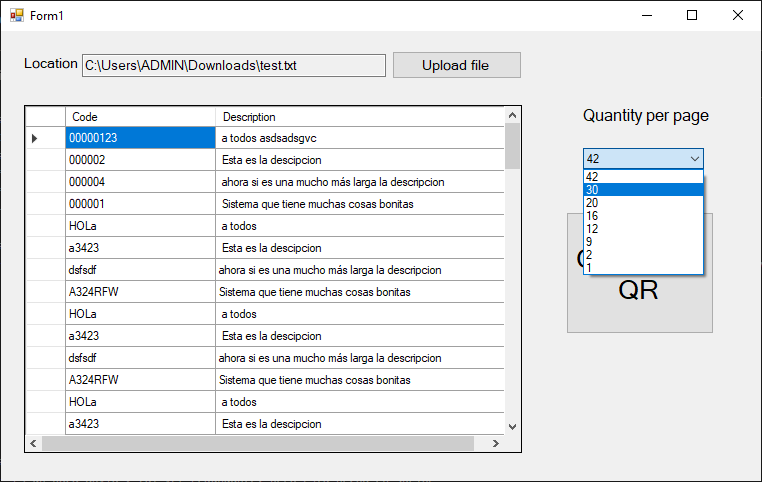 Form1
Location C:\Users\ADMIN\Downloads\test.txt Upload file
Quantity per page
Code Description
00000123 a todos asdsadsgvc
000002 Esta es la descipcion
000004 ahora si es una mucho más larga la descripcion
000001 Sistema que tiene muchas cosas bonitas
HOLa a todos
a3423 Esta es la descipcion
dsfsdf ahora si es una mucho más larga la descripcion
A324RFW Sistema que tiene muchas cosas bonitas
HOLa a todos
a3423 Esta es la descipcion
dsfsdf ahora si es una mucho más larga la descripcion
A324RFW Sistema que tiene muchas cosas bonitas
HOLa a todos
a3423 Esta es la descipcion
42
42
30
20
16
12
9
2
1
QR